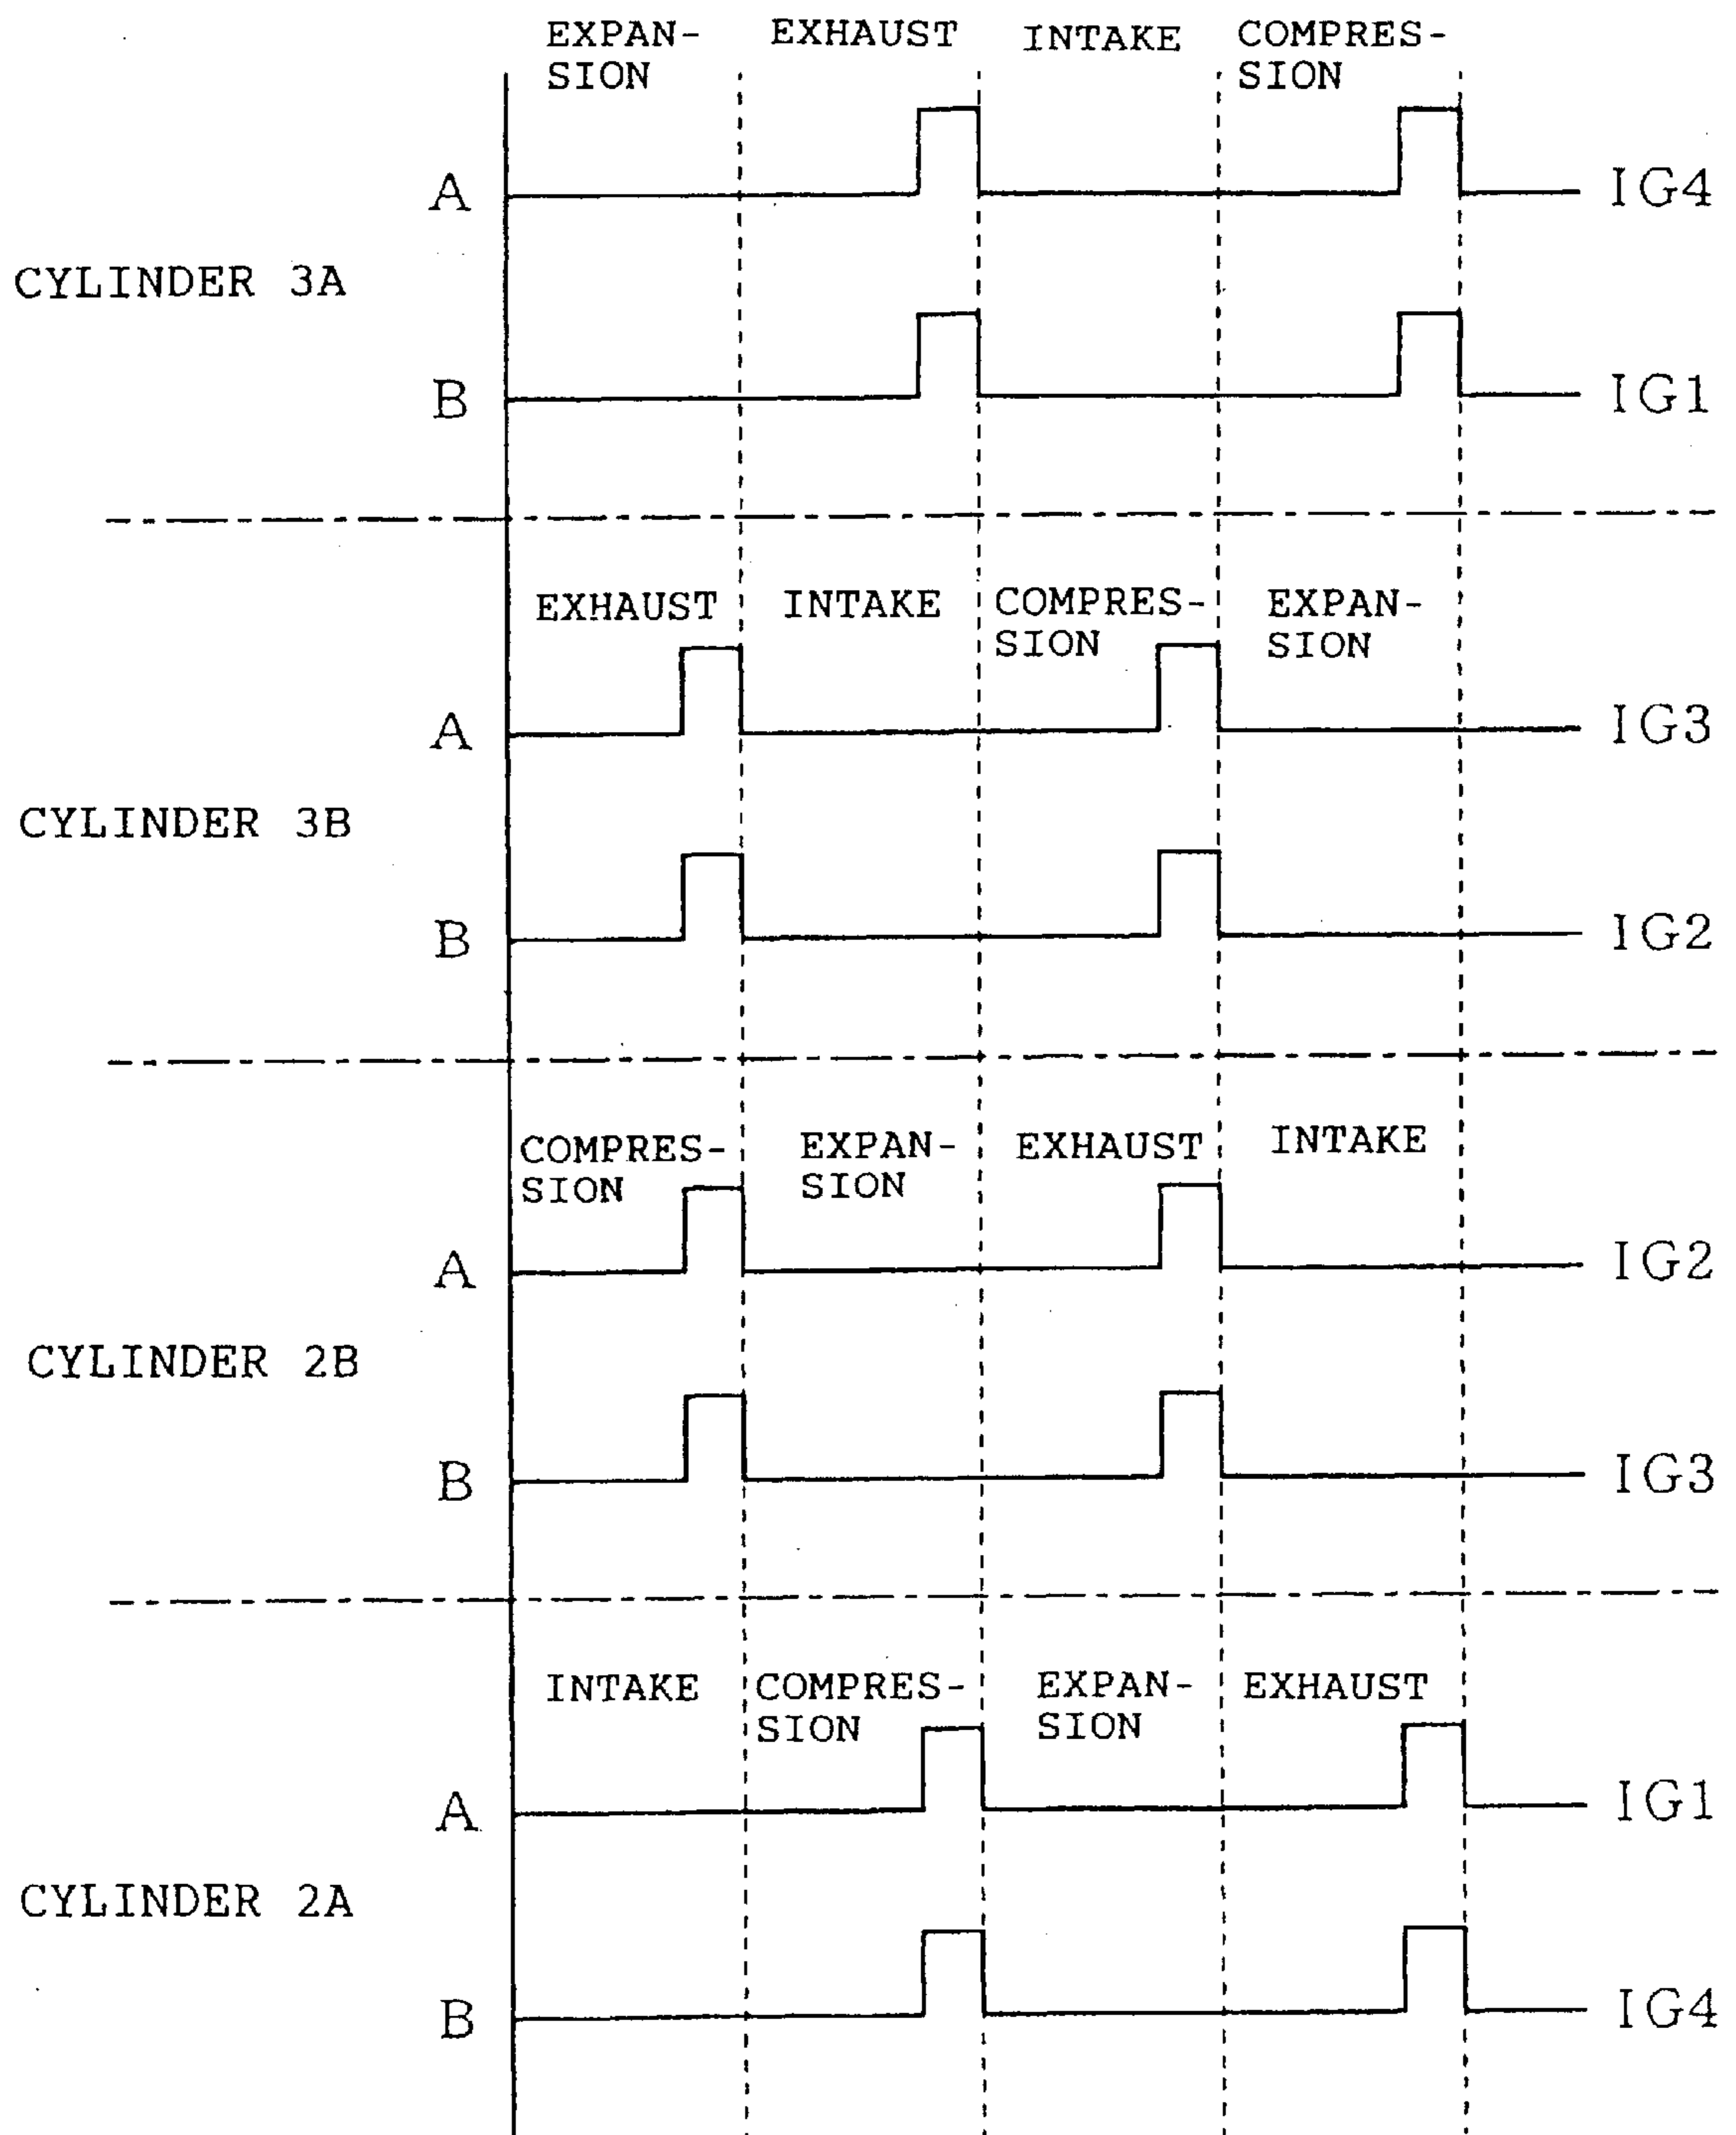 EXPAN-
SION
EXHAUST
INTAKE
COMPRES-
SION
A
IG4
CYLINDER 3A
B
IG1
EXHAUST
INTAKE
COMPRES-
SION
EXPAN-
SION
A
IG3
CYLINDER 3B
B
IG2
COMPRES-
SION
EXPAN-
SION
EXHAUST
INTAKE
A
IG2
CYLINDER 2B
B
IG3
INTAKE
COMPRES-
SION
EXPAN-
SION
EXHAUST
A
IG1
CYLINDER 2A
B
IG4